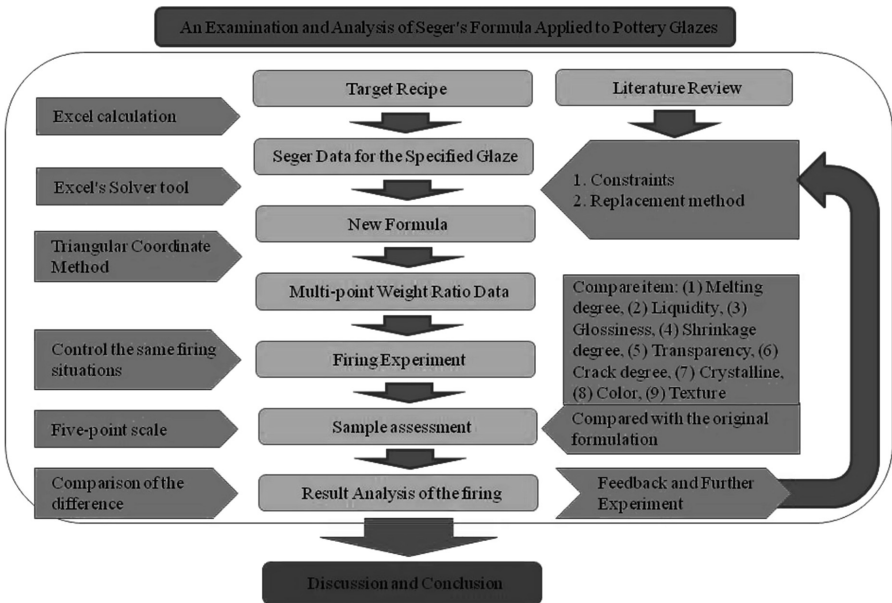 An Examination and Analysis of Seger's Formula Applied to Pottery Glazes
Target Recipe
Literature Review
Excel calculation
Seger Data for the Specified Glaze
Excel's Solver tool
1. Constraints
2. Replacement method
New Formula
Triangular Coordinate
Method
Multi-point Weight Ratio Data
Compare item: (1) Melting
degree, (2) Liquidity, (3)
Glossiness, (4) Shrinkage
degree, (5) Transparency, (6)
Crack degree, (7) Crystalline,
(8) Color, (9) Texture
Control the same firing
situations
Firing Experiment
Five-point scale
Sample assessment
Compared with the original
formulation
Comparison of the
difference
Result Analysis of the firing
Feedback and Further
Experiment
Discussion and Conclusion